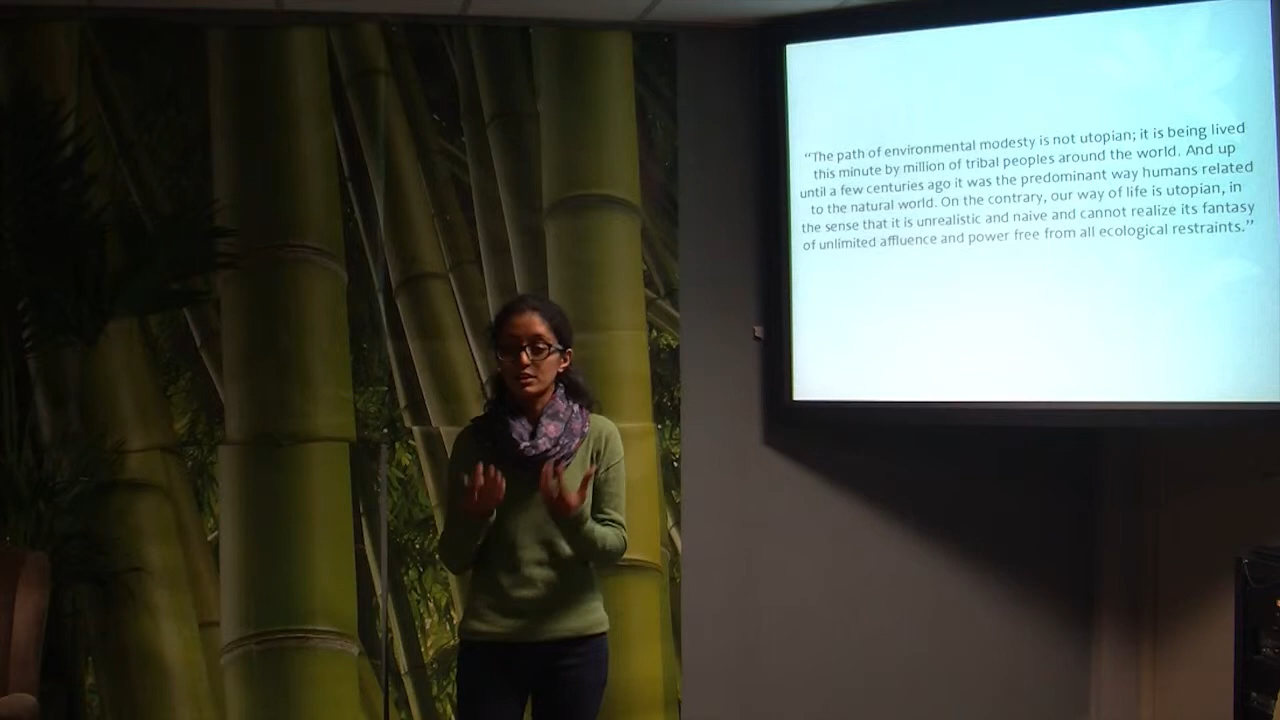 “The path of environmental modesty is not utopian; it is being lived
this minute by million of tribal peoples around the world. And up
until a few centuries ago it was the predominant way humans related
to the natural world. On the contrary, our way of life is utopian, in
the sense that it is unrealistic and naive and cannot realize its fantasy
of unlimited affluence and power free from all ecological restraints.”